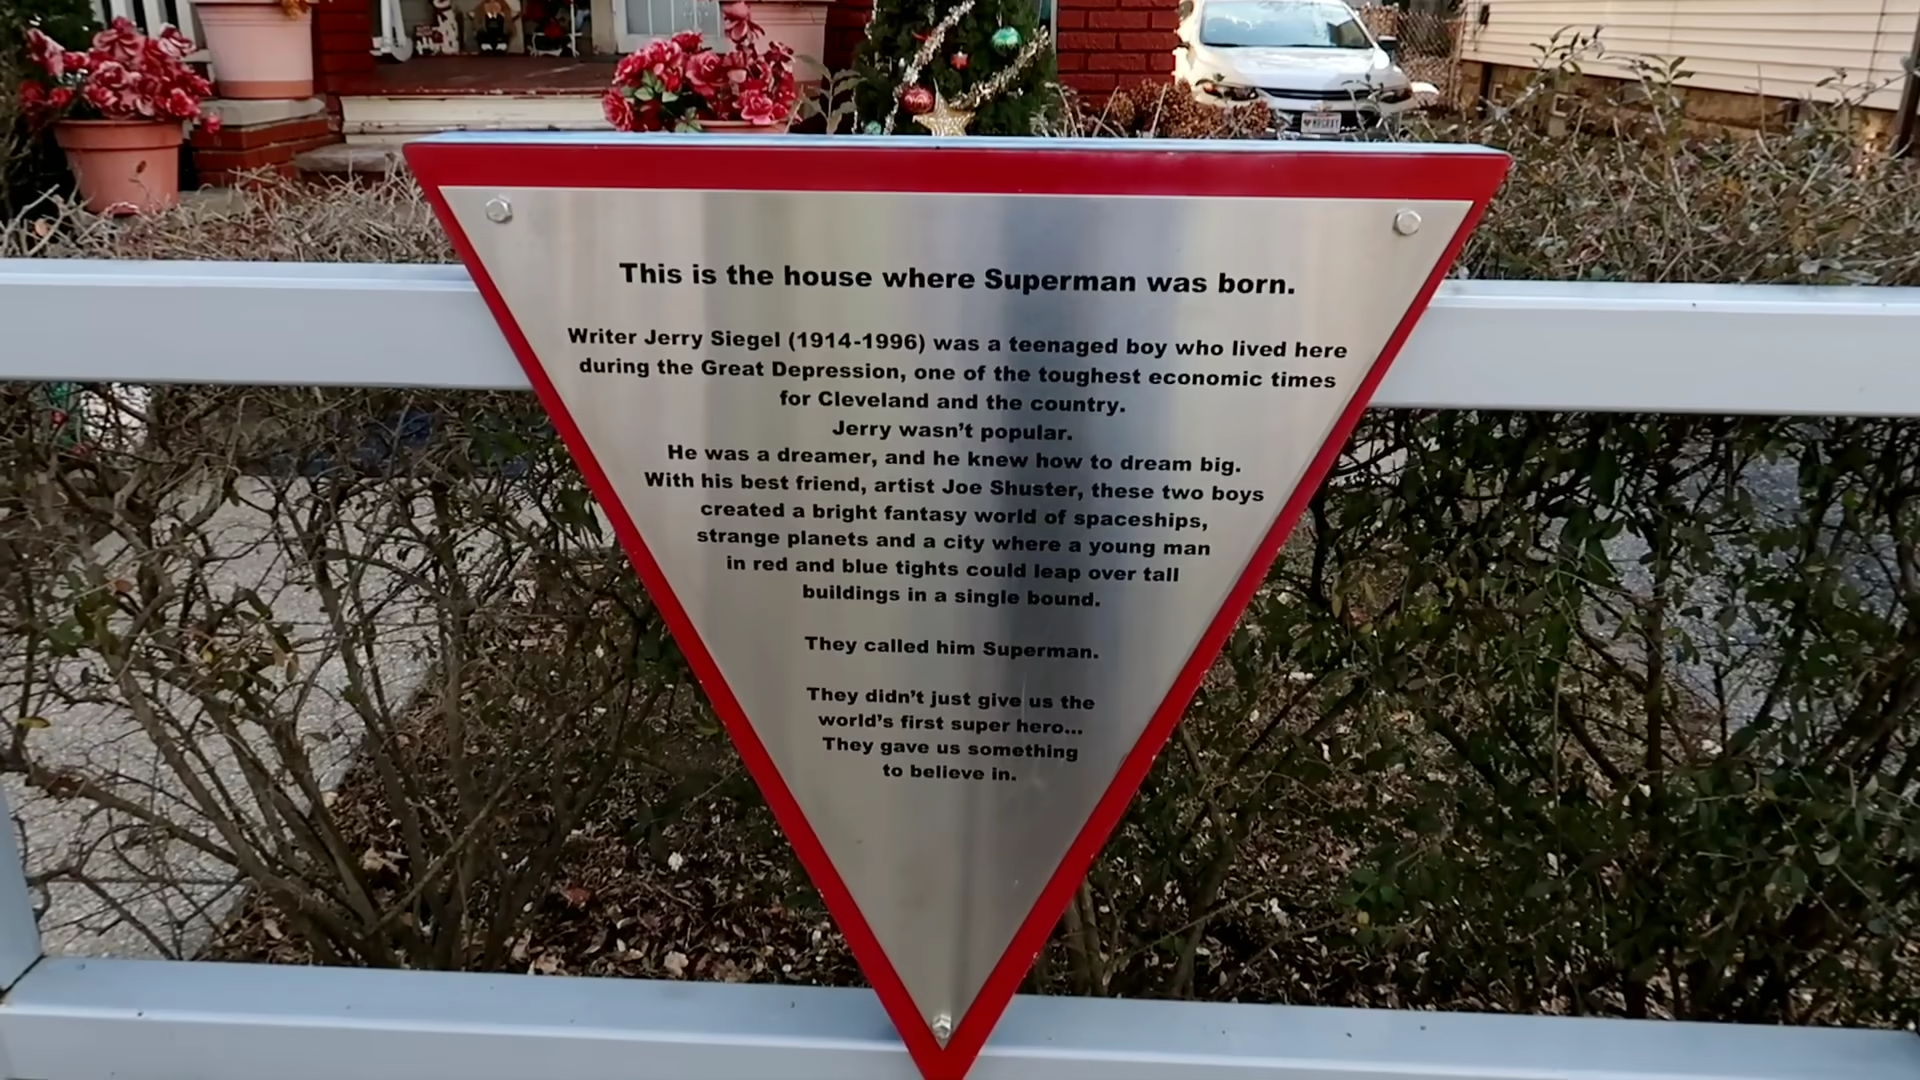 This is the house where Superman was born.
Writer Jerry Siegel (1914-1996) was a teenaged boy who lived here
during the Great Depression, one of the toughest economic times
for Cleveland and the country.
Jerry wasn't popular.
He was a dreamer, and he knew how to dream big.
With his best friend, artist Joe Shuster, these two boys
created a bright fantasy world of spaceships,
strange planets and a city where a young man
in red and blue tights could leap over tall
buildings in a single bound.
They called him Superman.
They didn't just give us the
world's first super hero...
They gave us something
to believe in.